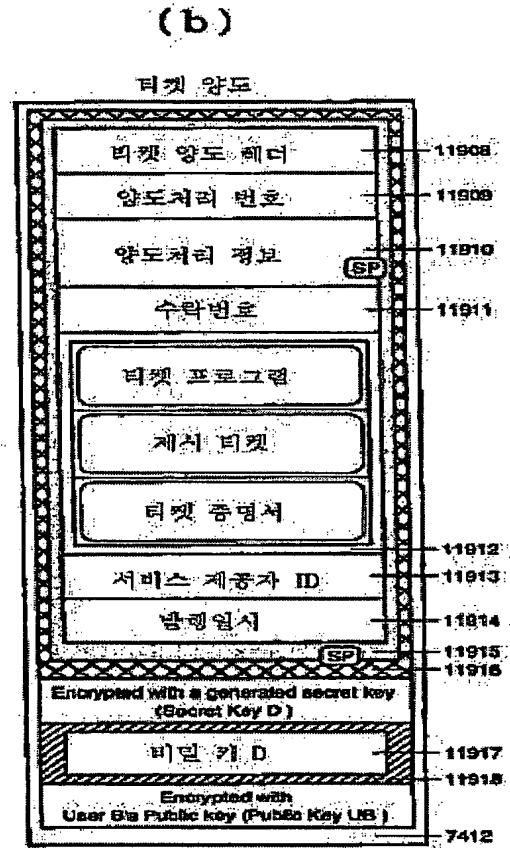 (b)
티켓 양도
티켓 양도 헤더
11908
양도처리 번호
11909
양도처리 정보
11910
SP
수락번호
11911
티켓 프로그램
제시 티켓
티켓 증명서
11912
서비스 제공자 ID
11913
발행일시
11914
SP
11915
11916
Encrypted with a generated secret key
(Secret Key D)
비밀 키 D
11917
11918
Encrypted with
User B's Public key (Public Key UB)
7412